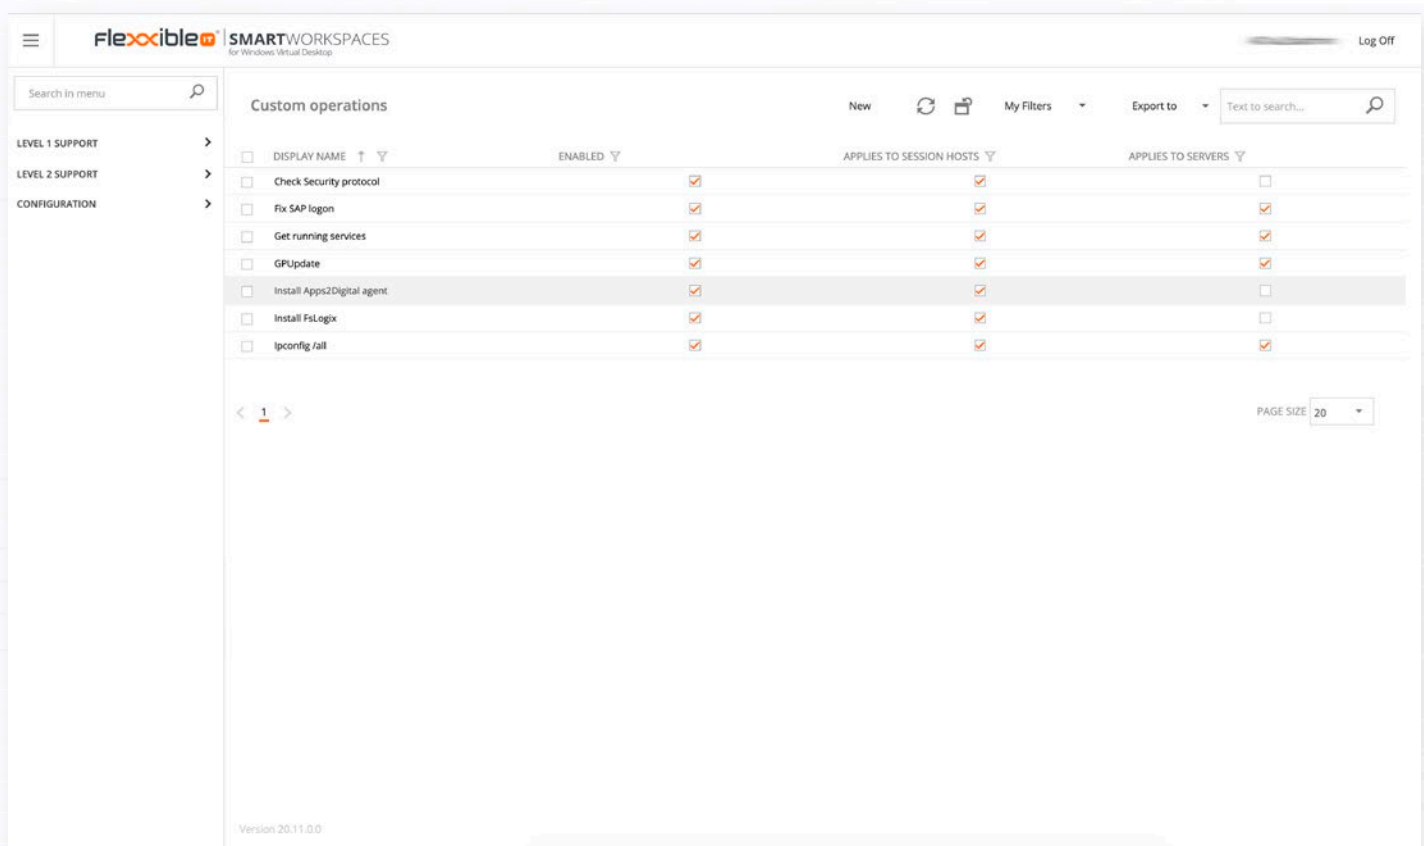 Flexxible IT SMARTWORKSPACES
for Windows Virtual Desktop
Log Off
Search in menu
LEVEL 1 SUPPORT
LEVEL 2 SUPPORT
CONFIGURATION
Custom operations
New
My Filters
Export to
Text to search...
DISPLAY NAME ENABLED APPLIES TO SESSION HOSTS APPLIES TO SERVERS
Check Security protocol
Fix SAP logon
Get running services
GPUpdate
Install Apps2Digital agent
Install FsLogix
Ipconfig /all
1
PAGE SIZE 20
Version 20.11.0.0